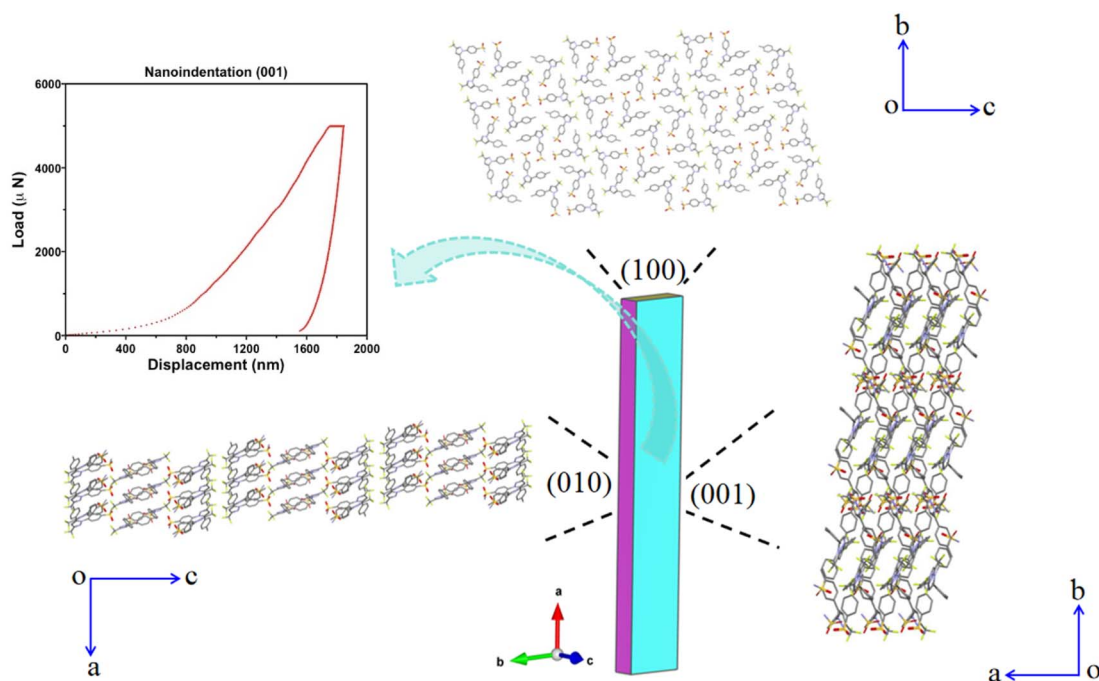 Nanoindentation (001)
6000
4000
2000
0
Load (μ N)
0 400 800 1200 1600 2000
Displacement (nm)
b
o c
(100)
(010)
(001)
o c
a
a
b c
b
a o